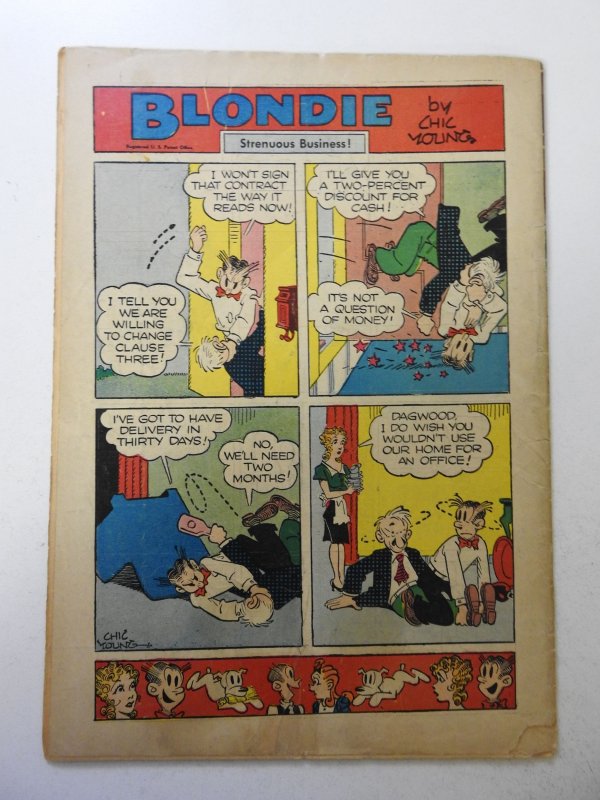 BLONDIE
by
CHIC
YOUNG
Registered U. S. Patent Office
Strenuous Business!
I WON'T SIGN
THAT CONTRACT
THE WAY IT
READS NOW!
I TELL YOU
WE ARE
WILLING
TO CHANGE
CLAUSE
THREE!
I'LL GIVE YOU
A TWO-PERCENT
DISCOUNT FOR
CASH!
IT'S NOT
A QUESTION
OF MONEY!
I'VE GOT TO HAVE
DELIVERY IN
THIRTY DAYS!
NO,
WE'LL NEED
TWO
MONTHS!
CHIC
YOUNG
DAGWOOD,
I DO WISH YOU
WOULDN'T USE
OUR HOME FOR
AN OFFICE!